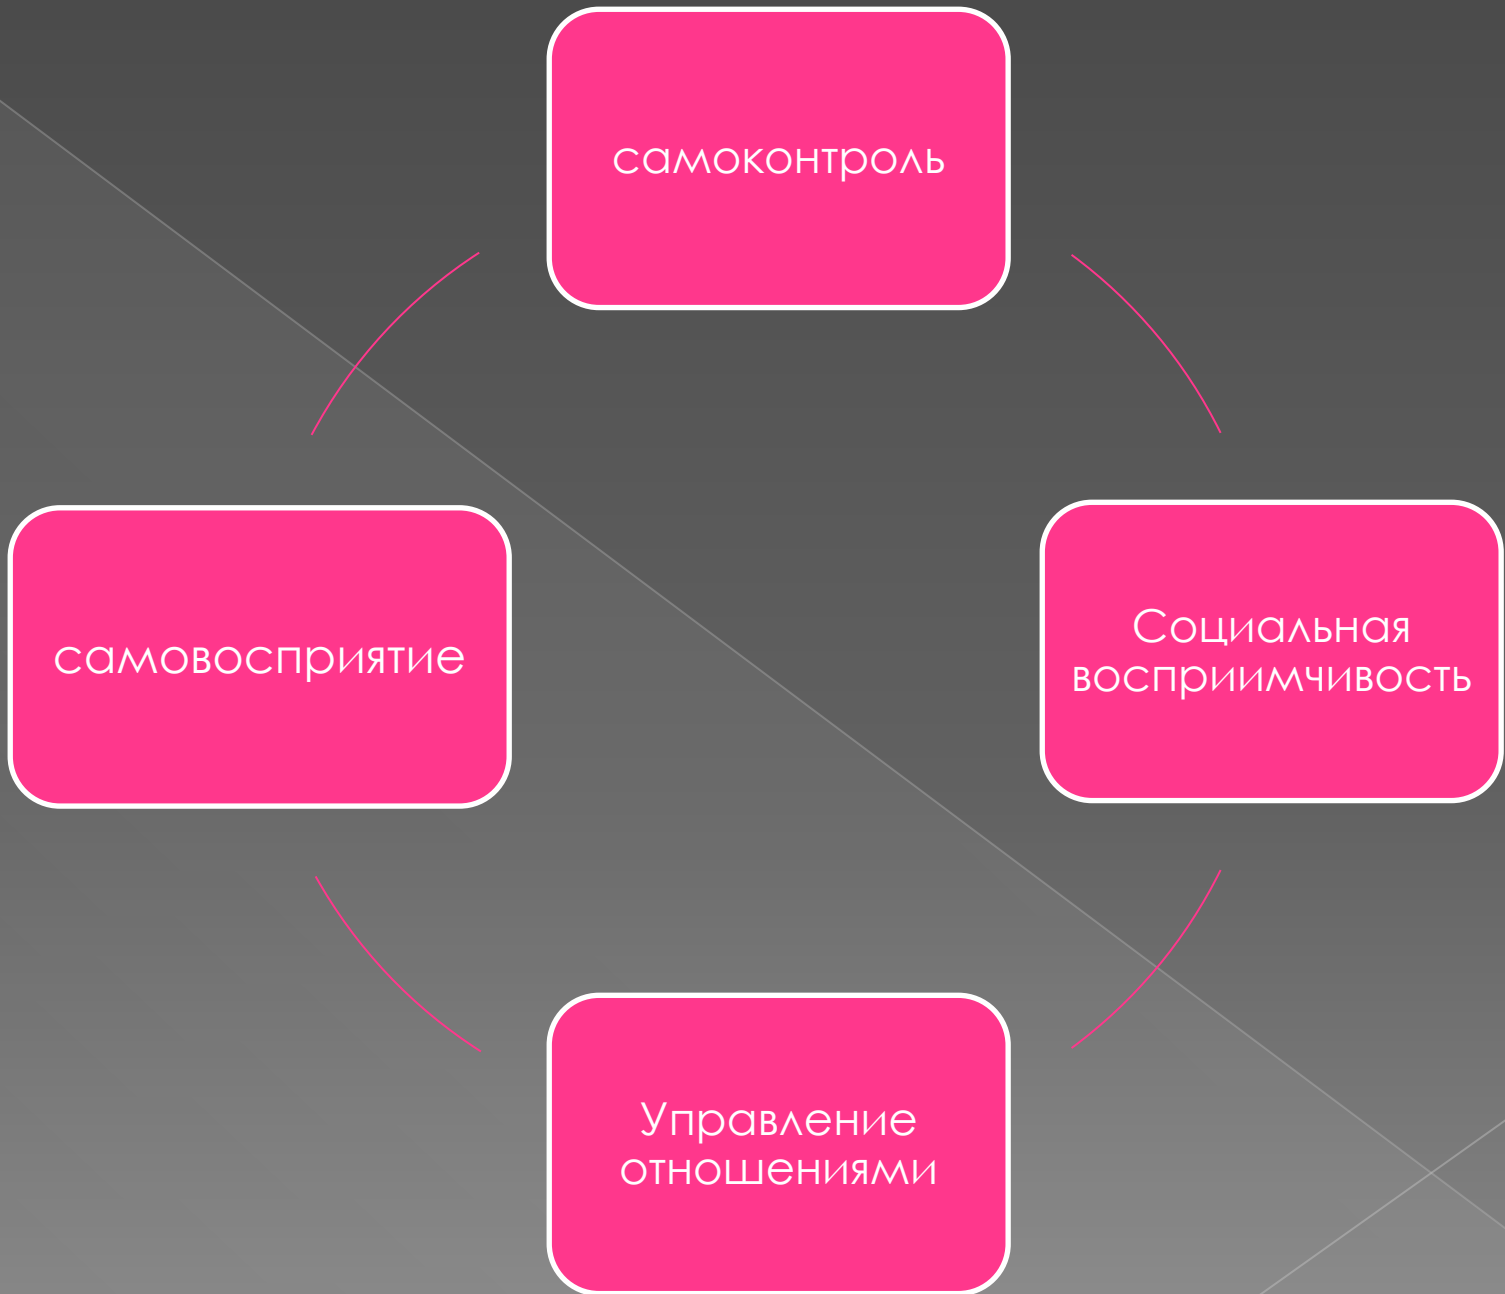 самоконтроль
самовосприятие
Социальная
восприимчивость
Управление
отношениями